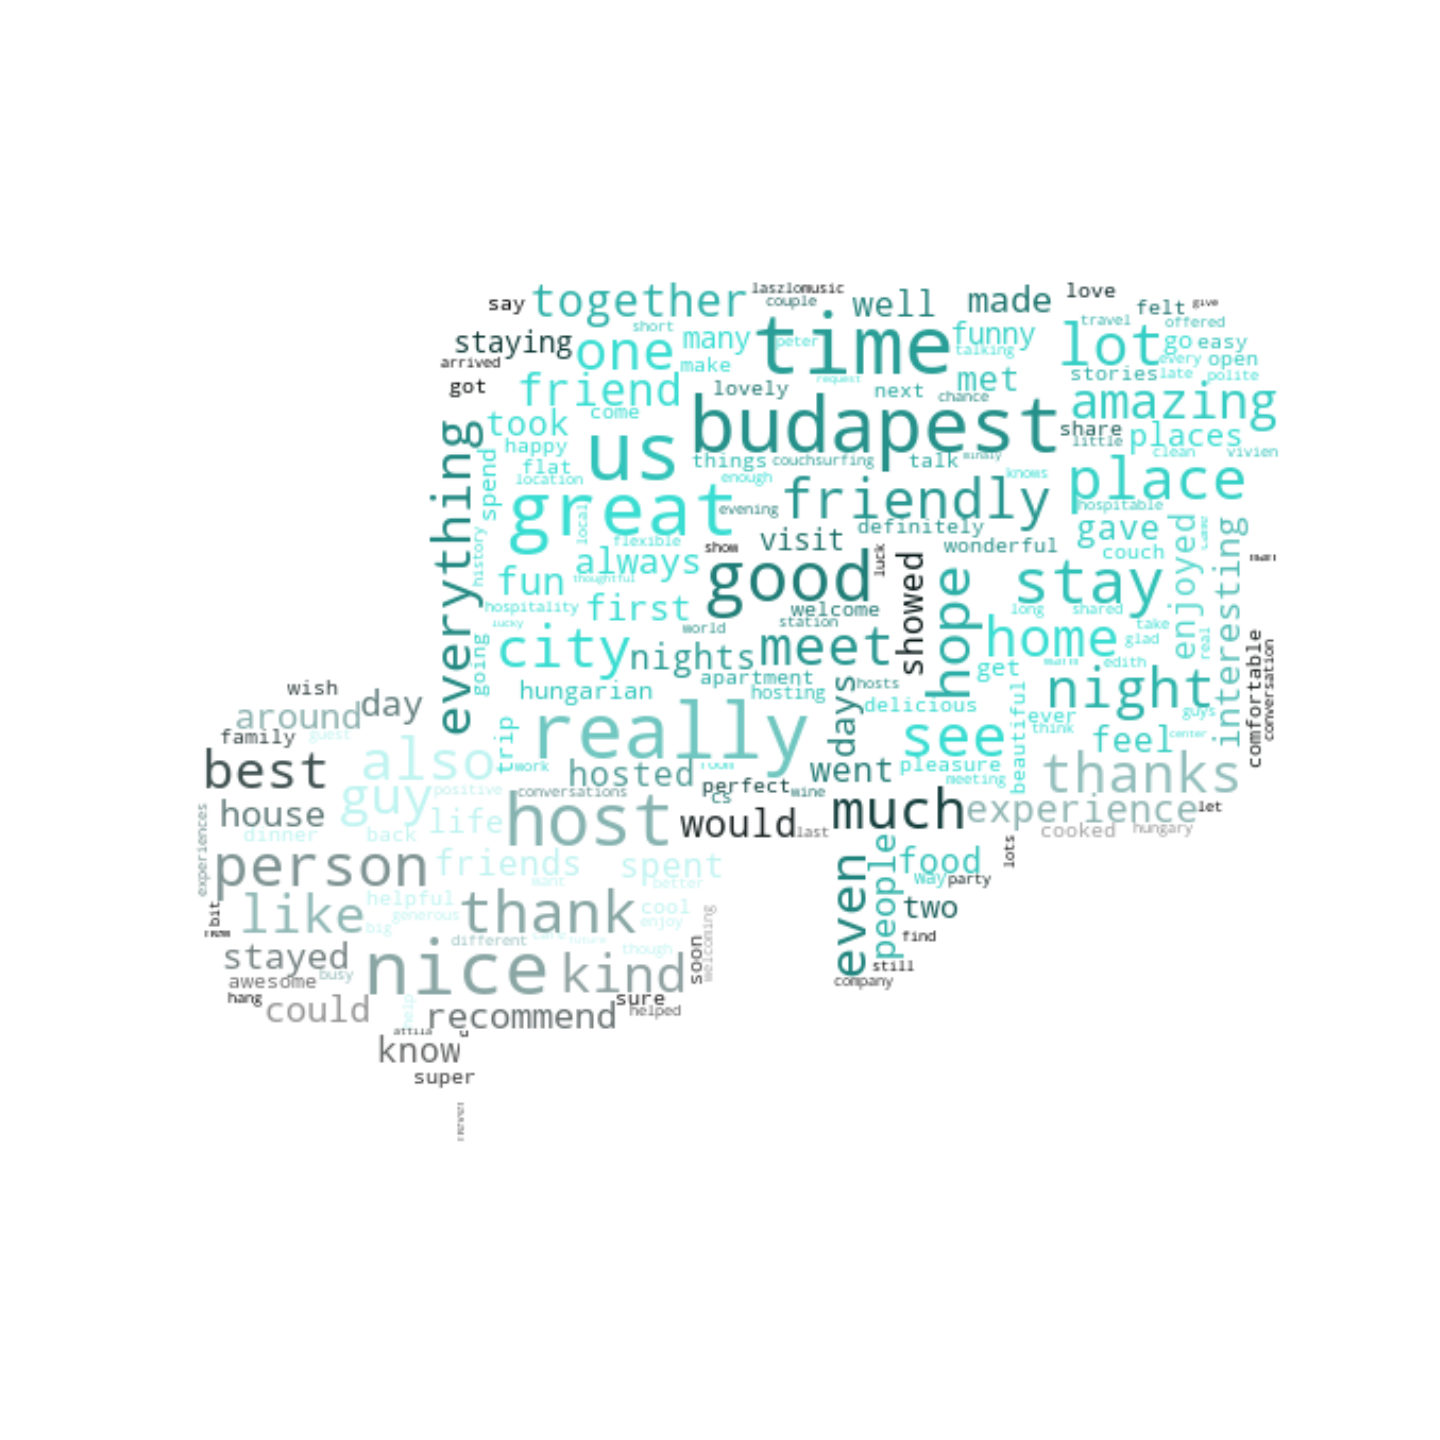 say together laszlomusic well made love
couple felt give
staying one short many time funny travel offered
peter lot go easy
arrived make talking stories every late open
got friend request met polite
lovely next chance amazing
took come budapest share places
happy us things couchsurfing talk little clean vivien
flat knows
everything spend location great enough friendly place hospitable
local evening definitely gave
history flexible show visit wonderful couch enjoyed interesting
always luck
fun thoughtful good showed hope stay
hospitality first welcome long shared take
lucky world station home glad real
going city nights meet get edith
apartment hosts
hungarian hosting days delicious night guys
wish
around day trip really beautiful ever think center
family guest see feel
also work hosted went pleasure meeting thanks comfortable conversation
best guy positive conversations perfect wine
cs
experiences house life host would last much experience let
dinner back cooked hungary
person friends spent even people food lots
want better way party
like helpful generous thank cool two
bit big enjoy find
stayed different care future though soon welcoming still
awesome busy nice kind company
hang could help sure
recommend helped
attila u
know
super